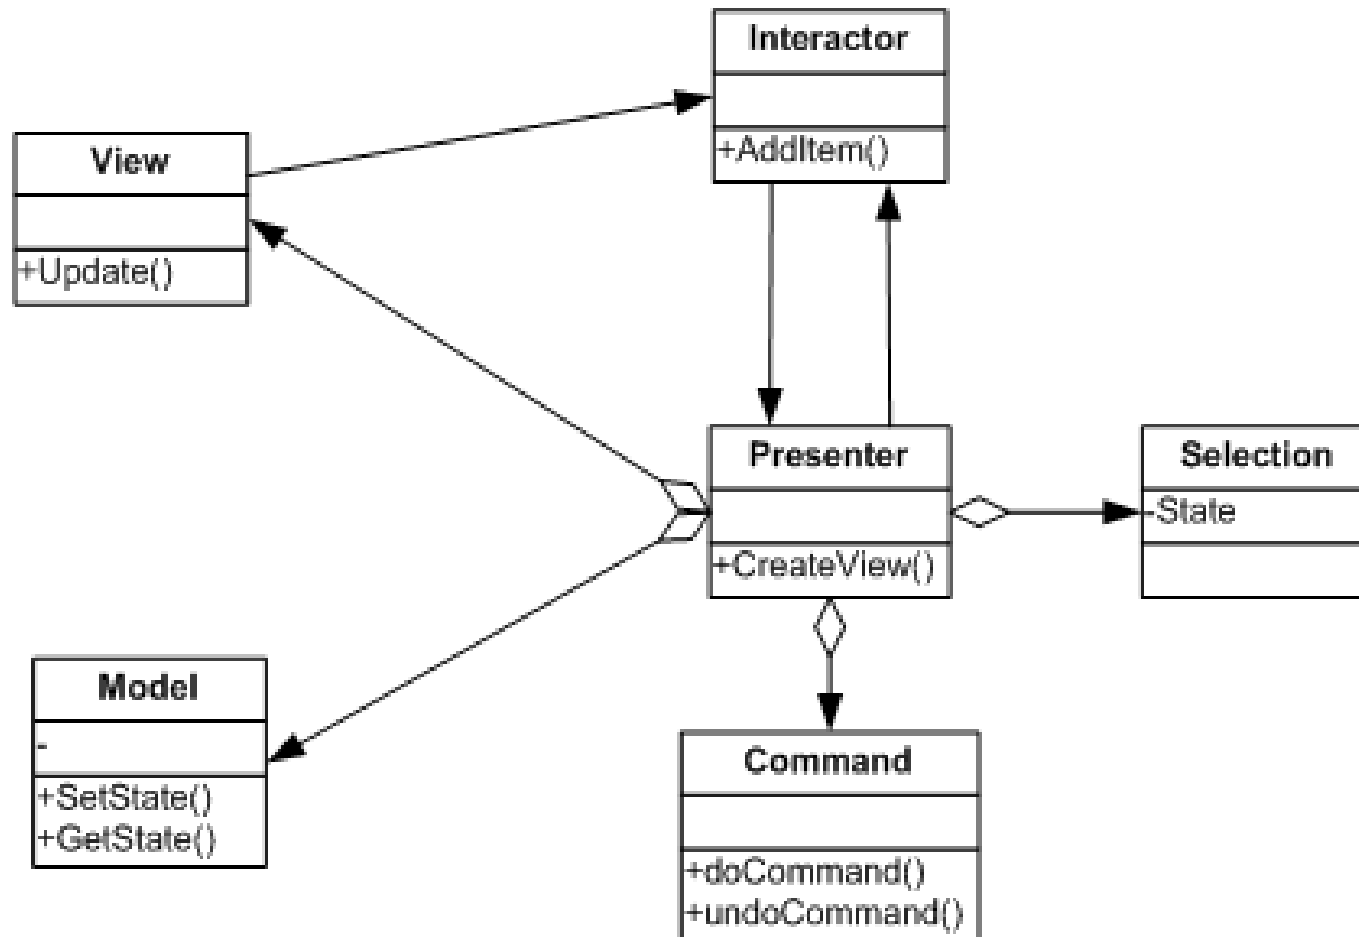 Interactor
+AddItem()
View
+Update()
Presenter
+CreateView()
Selection
-State
Model
-
+SetState()
+GetState()
Command
+doCommand()
+undoCommand()